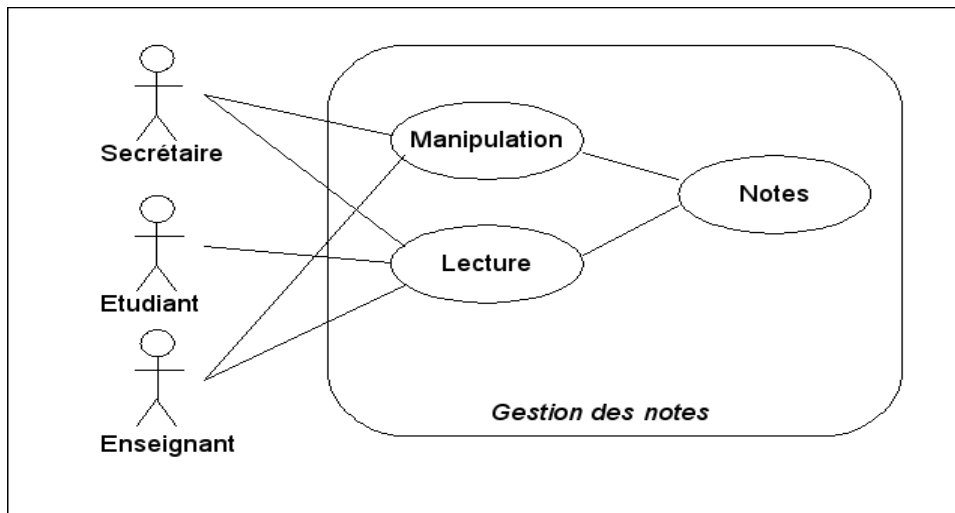 Secrétaire
Manipulation
Notes
Etudiant
Lecture
Enseignant
Gestion des notes